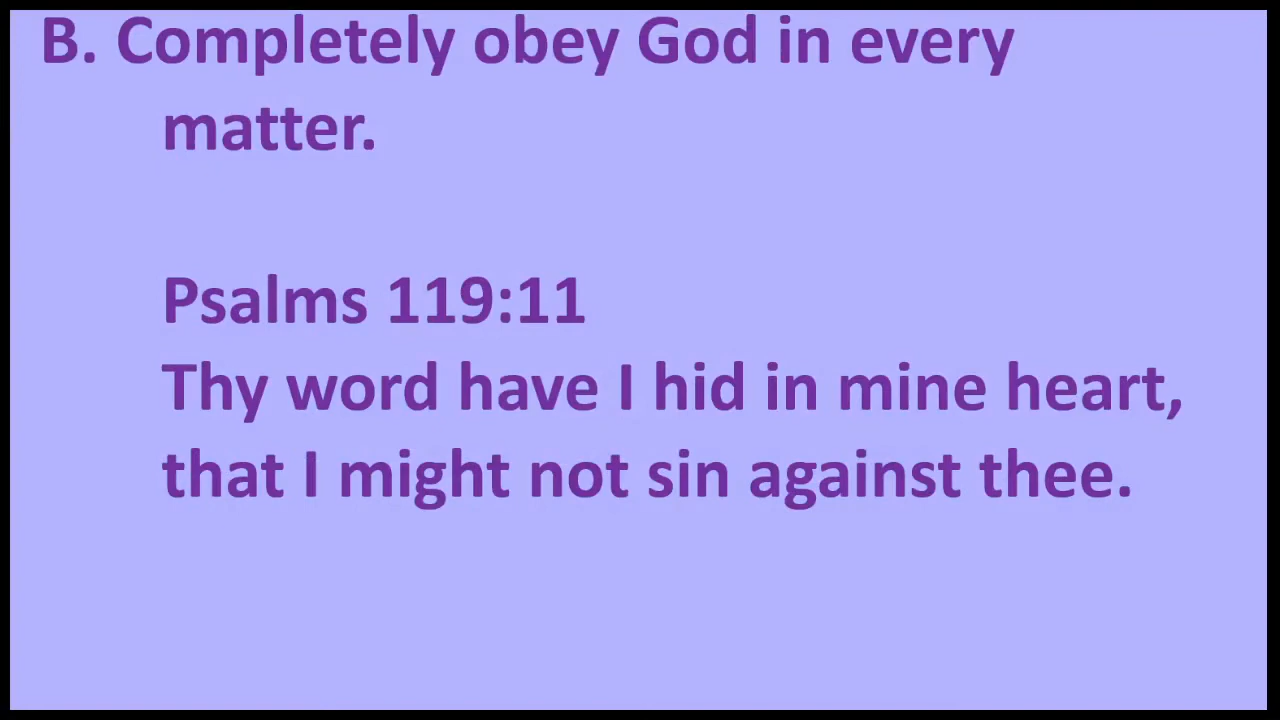 B. Completely obey God in every
matter.
Psalms 119:11
Thy word have I hid in mine heart,
that I might not sin against thee.